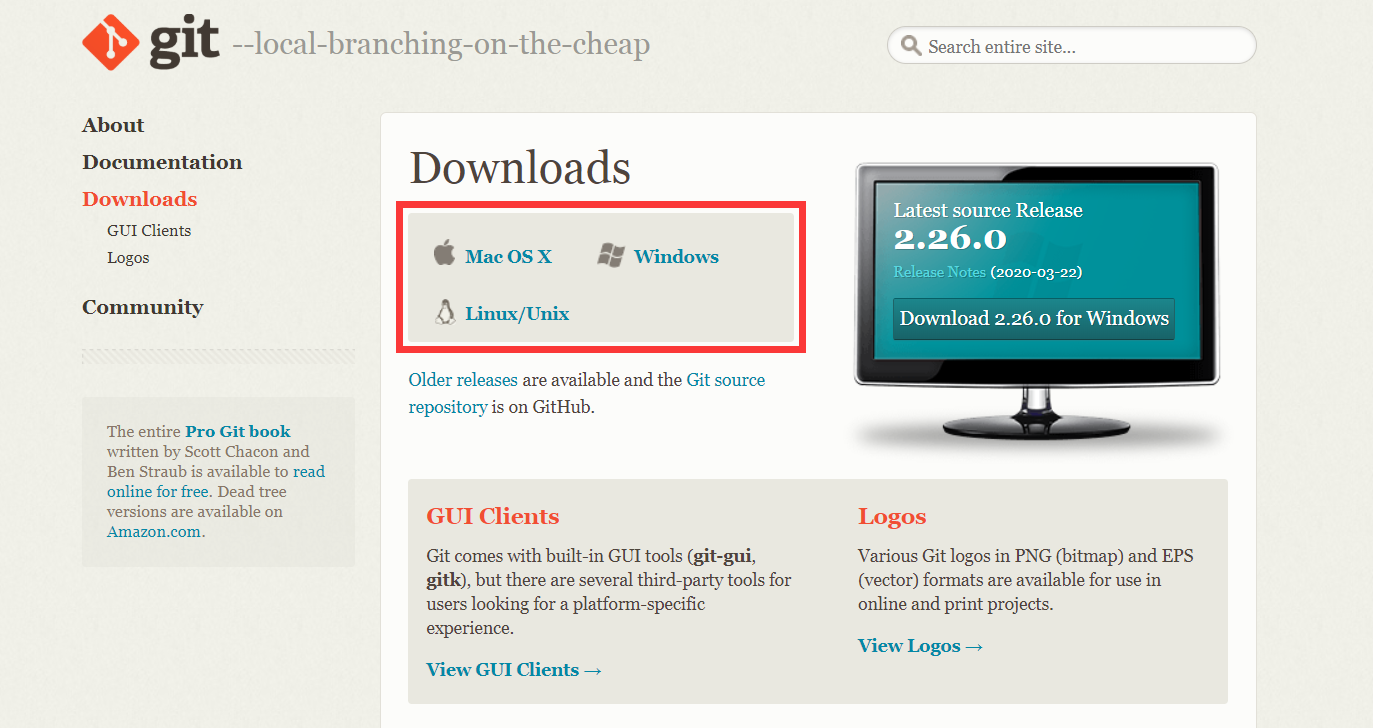 git --local-branching-on-the-cheap
Search entire site...
About
Documentation
Downloads
GUI Clients
Logos
Community
The entire Pro Git book
written by Scott Chacon and
Ben Straub is available to read
online for free. Dead tree
versions are available on
Amazon.com.
Downloads
Mac OS X
Windows
Linux/Unix
Older releases are available and the Git source
repository is on GitHub.
Latest source Release
2.26.0
Release Notes (2020-03-22)
Download 2.26.0 for Windows
GUI Clients
Git comes with built-in GUI tools (git-gui,
gitk), but there are several third-party tools for
users looking for a platform-specific
experience.
View GUI Clients →
Logos
Various Git logos in PNG (bitmap) and EPS
(vector) formats are available for use in
online and print projects.
View Logos →